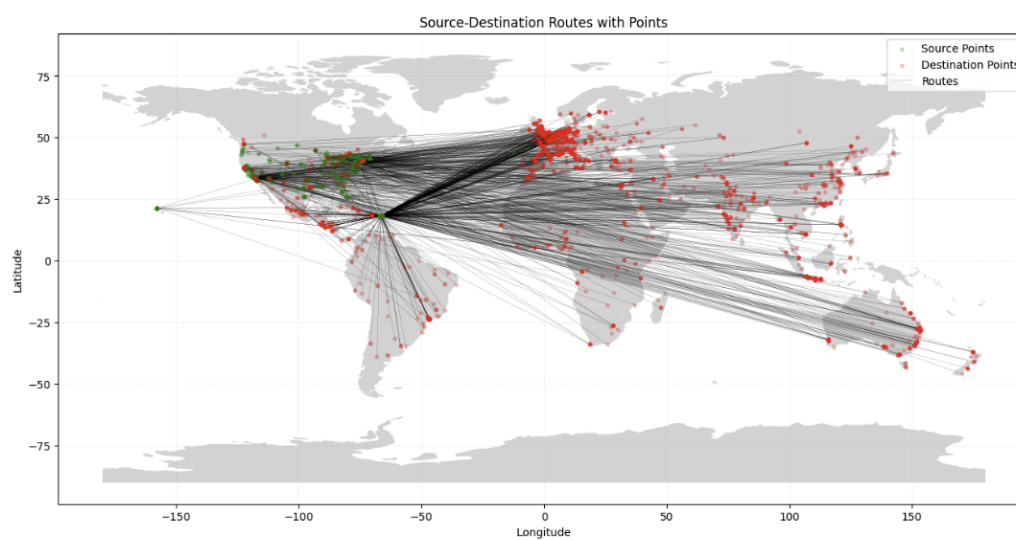 Source-Destination Routes with Points
Source Points
Destination Points
Routes
75
50
25
0
−25
−50
−75
−150
−100
−50
0
50
100
150
Latitude
Longitude